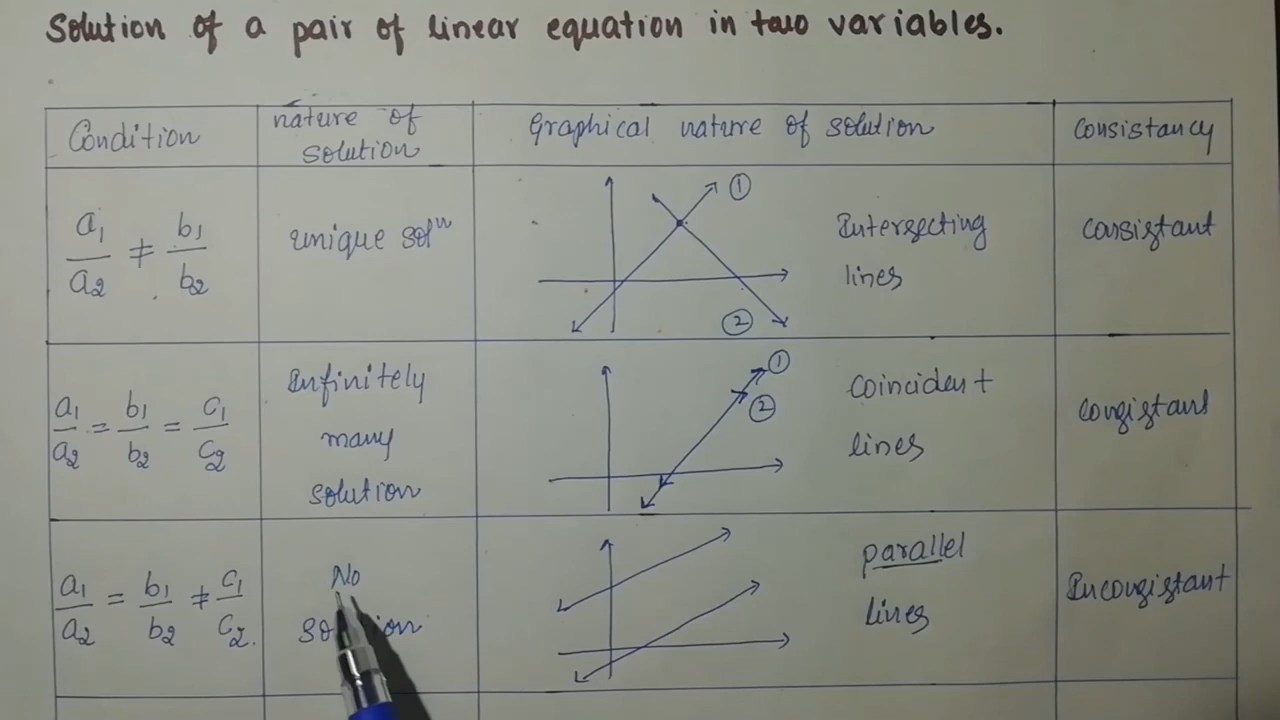 Solution of a pair of linear equation in two variables.
Condition
nature of
solution
Graphical nature of solution
Consistancy
a1/a2 ≠ b1/b2
unique solⁿ
①
②
Intersecting
lines
consistant
a1/a2 = b1/b2 = c1/c2
Infinitely
many
solution
①
②
coincident
lines
consistant
a1/a2 = b1/b2 ≠ c1/c2.
No
solution
parallel
lines
Inconsistant